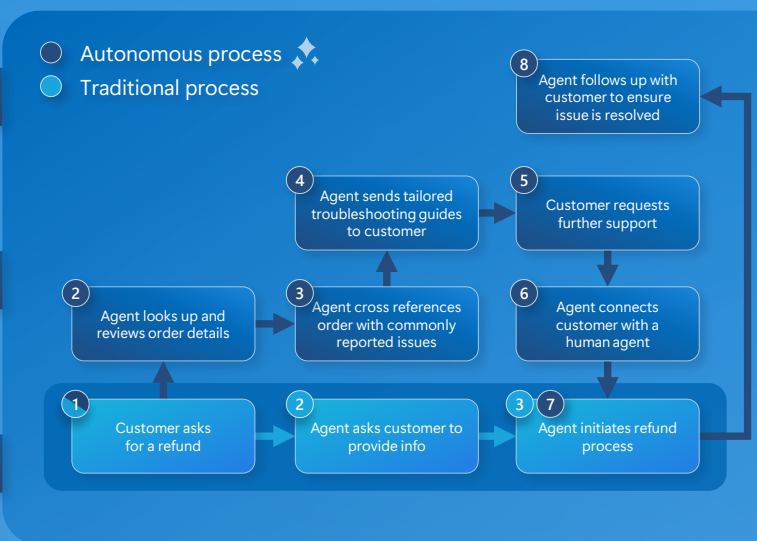 Autonomous process
Traditional process
8
Agent follows up with
customer to ensure
issue is resolved
4
Agent sends tailored
troubleshooting guides
to customer
5
Customer requests
further support
2
Agent looks up and
reviews order details
3
Agent cross references
order with commonly
reported issues
6
Agent connects
customer with a
human agent
1
Customer asks
for a refund
2
Agent asks customer to
provide info
3 7
Agent initiates refund
process